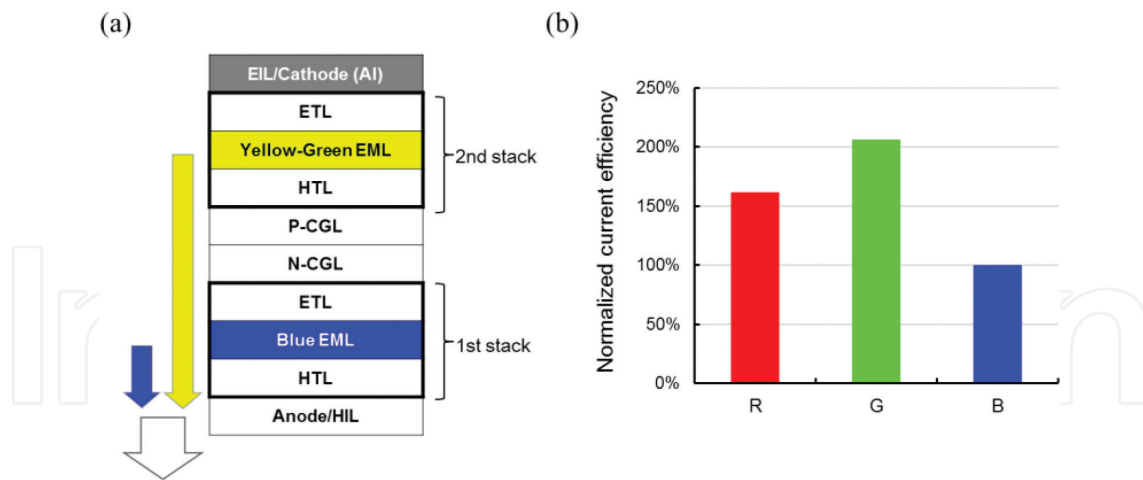 (a)
EIL/Cathode (Al)
ETL
Yellow-Green EML
HTL
2nd stack
P-CGL
N-CGL
ETL
Blue EML
HTL
1st stack
Anode/HIL
(b)
Normalized current efficiency
250%
200%
150%
100%
50%
0%
R G B